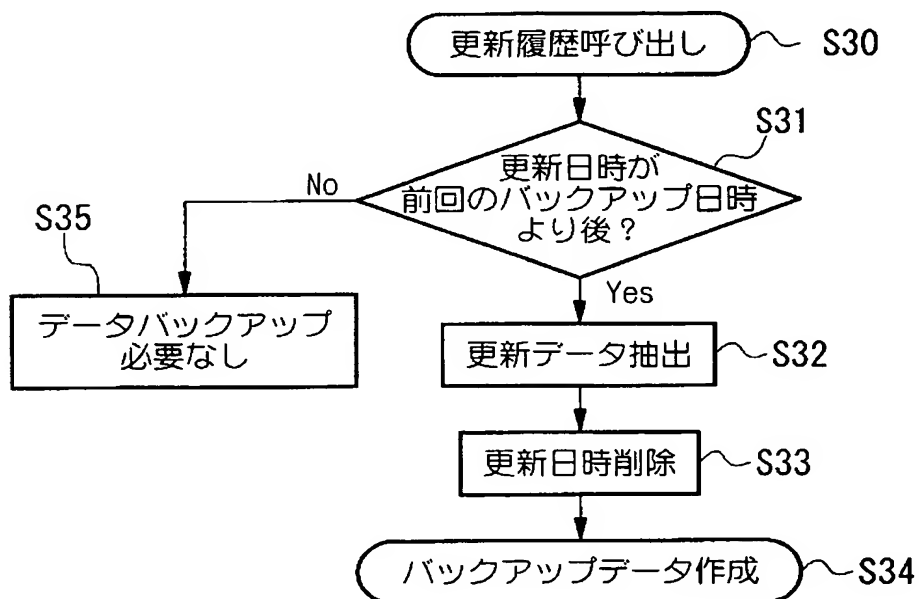 更新履歴呼び出し
S30
S31
更新日時が
前回のバックアップ日時
より後？
No
S35
データバックアップ
必要なし
Yes
更新データ抽出
S32
更新日時削除
S33
バックアップデータ作成
S34